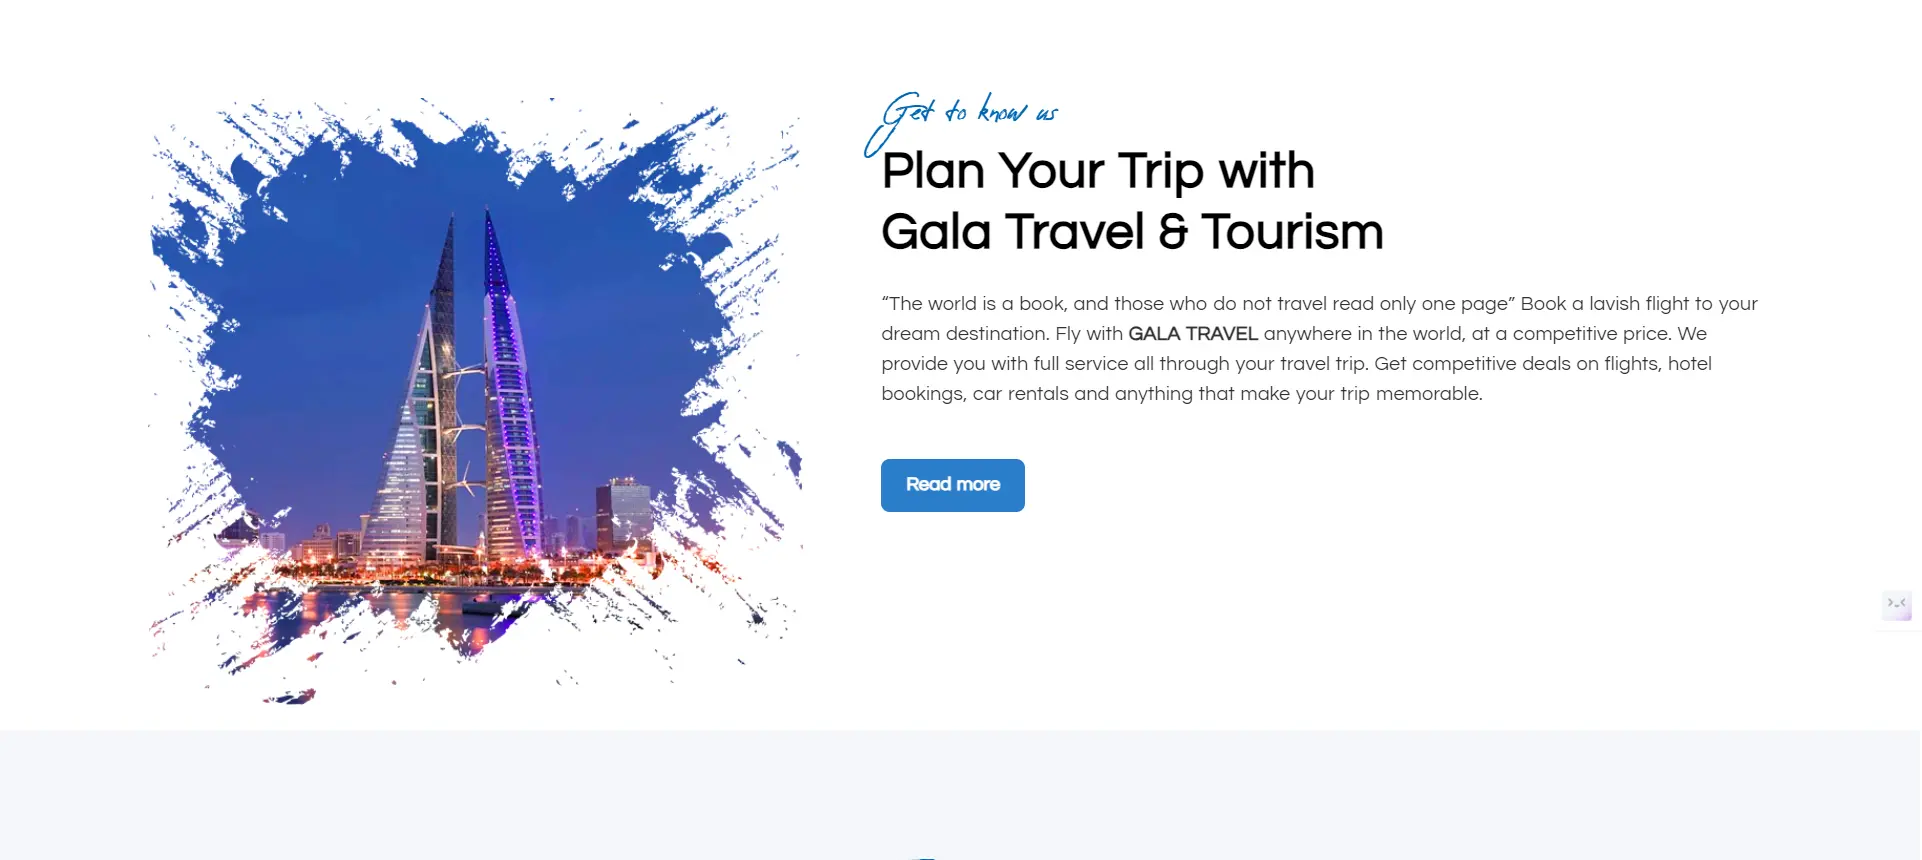 Get to know us
Plan Your Trip with
Gala Travel & Tourism
“The world is a book, and those who do not travel read only one page” Book a lavish flight to your
dream destination. Fly with GALA TRAVEL anywhere in the world, at a competitive price. We
provide you with full service all through your travel trip. Get competitive deals on flights, hotel
bookings, car rentals and anything that make your trip memorable.
Read more